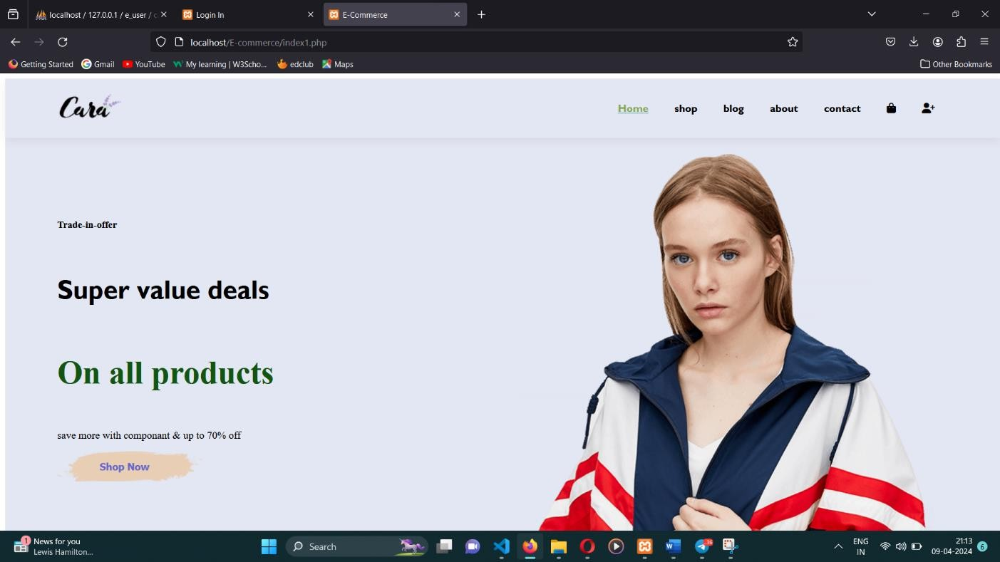 localhost / 127.0.0.1 / e_user / c
Login In
E-Commerce
localhost/E-commerce/index1.php
Getting Started
Gmail
YouTube
My learning | W3Scho...
edclub
Maps
Other Bookmarks
Cara
Home
shop
blog
about
contact
Trade-in-offer
Super value deals
On all products
save more with componant & up to 70% off
Shop Now
1
News for you
Lewis Hamilton...
Search
36
ENG
IN
21:13
09-04-2024
6